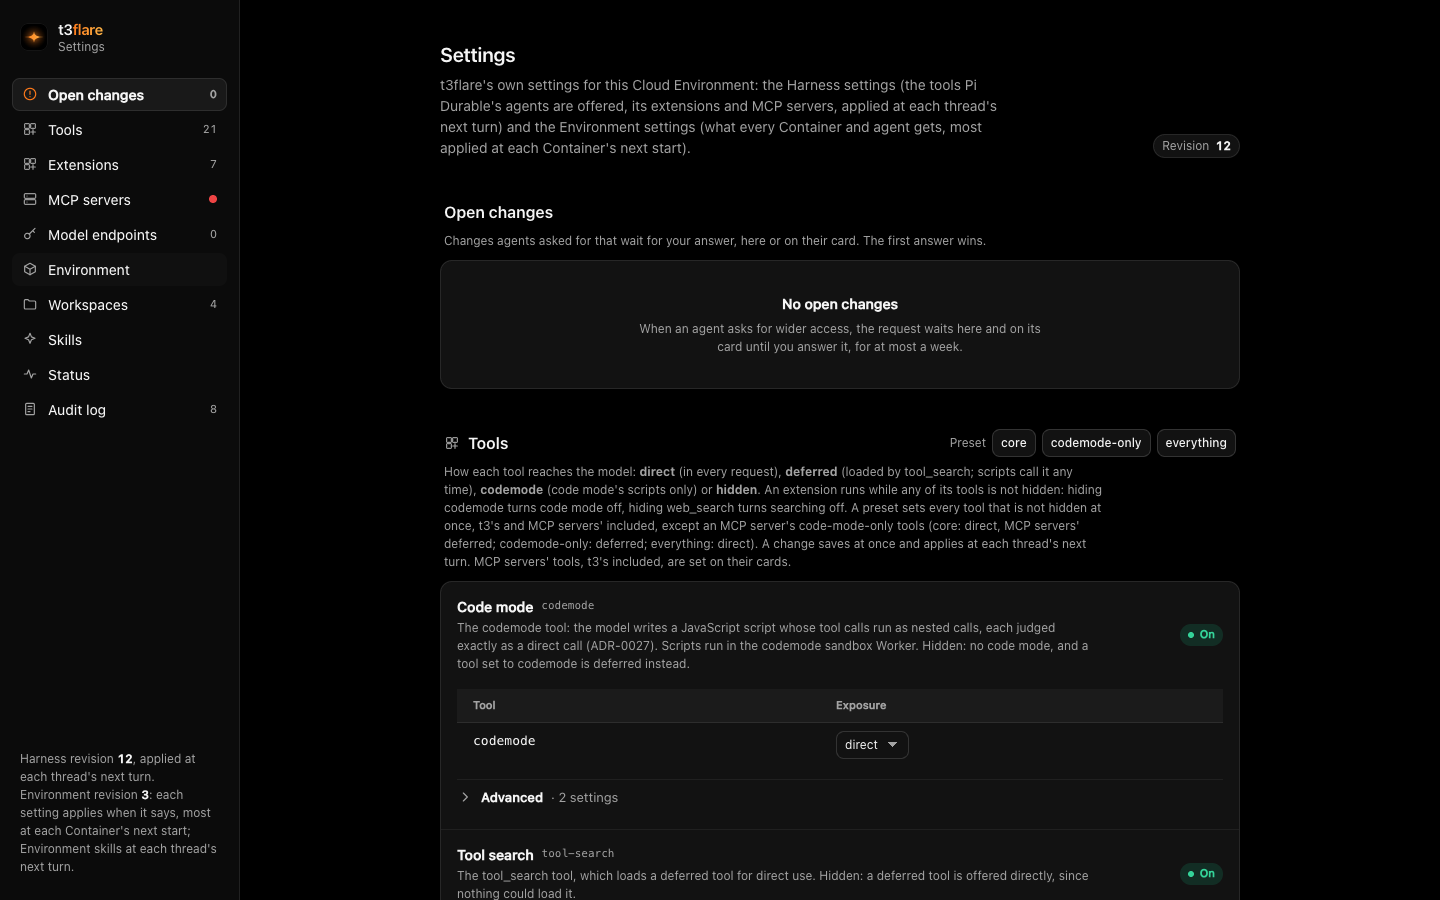 t3flare
Settings
Open changes 0
Tools 21
Extensions 7
MCP servers
Model endpoints 0
Environment
Workspaces 4
Skills
Status
Audit log 8
Harness revision 12, applied at
each thread's next turn.
Environment revision 3: each
setting applies when it says, most
at each Container's next start;
Environment skills at each thread's
next turn.
Settings
t3flare's own settings for this Cloud Environment: the Harness settings (the tools Pi
Durable's agents are offered, its extensions and MCP servers, applied at each thread's
next turn) and the Environment settings (what every Container and agent gets, most
applied at each Container's next start).
Revision 12
Open changes
Changes agents asked for that wait for your answer, here or on their card. The first answer wins.
No open changes
When an agent asks for wider access, the request waits here and on its
card until you answer it, for at most a week.
Tools
Preset core codemode-only everything
How each tool reaches the model: direct (in every request), deferred (loaded by tool_search; scripts call it any
time), codemode (code mode's scripts only) or hidden. An extension runs while any of its tools is not hidden: hiding
codemode turns code mode off, hiding web_search turns searching off. A preset sets every tool that is not hidden at
once, t3's and MCP servers' included, except an MCP server's code-mode-only tools (core: direct, MCP servers'
deferred; codemode-only: deferred; everything: direct). A change saves at once and applies at each thread's next
turn. MCP servers' tools, t3's included, are set on their cards.
Code mode codemode
The codemode tool: the model writes a JavaScript script whose tool calls run as nested calls, each judged
exactly as a direct call (ADR-0027). Scripts run in the codemode sandbox Worker. Hidden: no code mode, and a
tool set to codemode is deferred instead.
On
Tool Exposure
codemode direct
Advanced · 2 settings
Tool search tool-search
The tool_search tool, which loads a deferred tool for direct use. Hidden: a deferred tool is offered directly, since
nothing could load it.
On